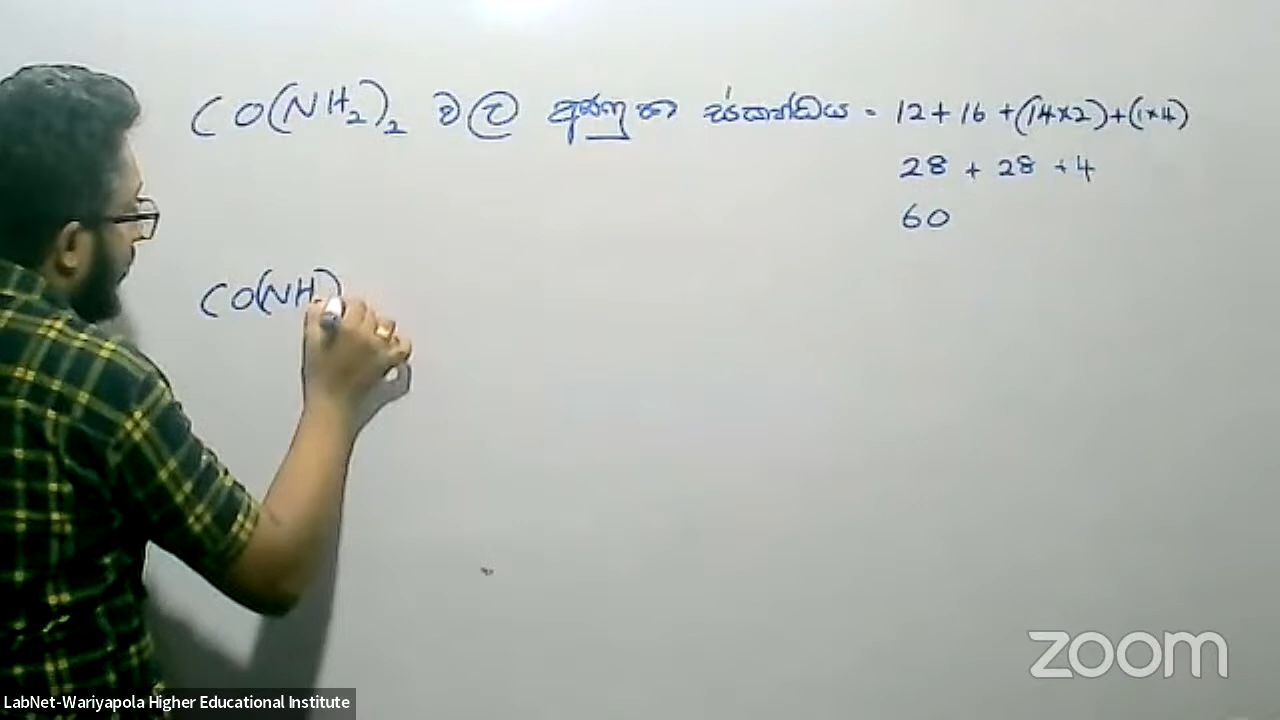 CO(NH₂)₂ වල අණුක ස්කන්ධය = 12 + 16 + (14×2) + (1×4)
28 + 28 + 4
60
CO(NH
zoom
LabNet-Wariyapola Higher Educational Institute